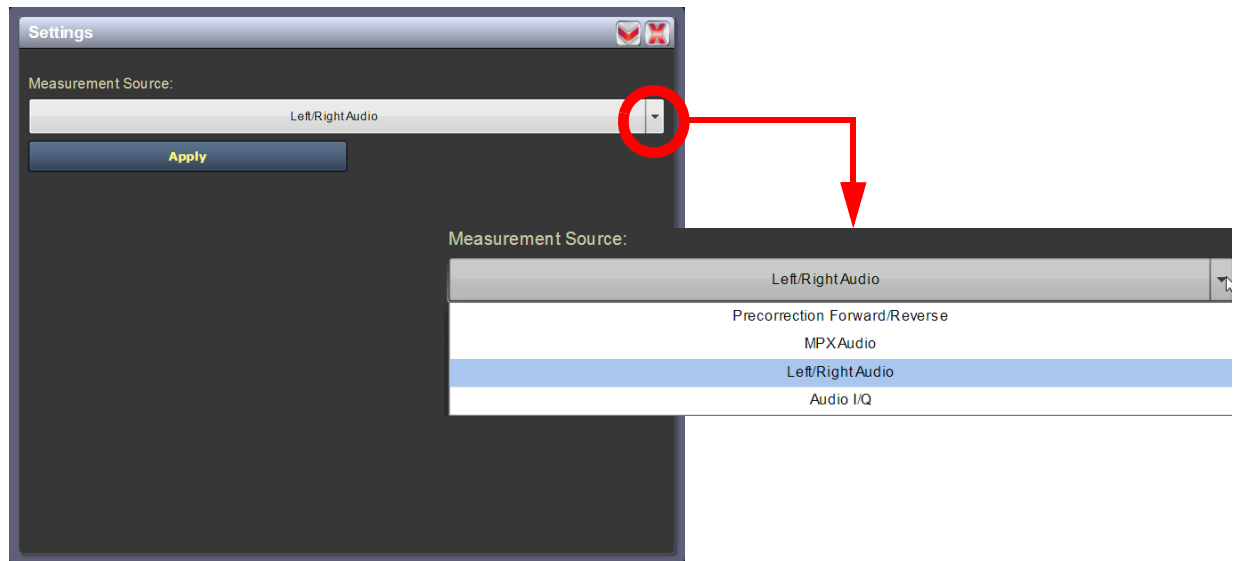 Settings
Measurement Source:
Left/Right Audio
Apply
Measurement Source:
Left/Right Audio
Precorrection Forward/Reverse
MPX Audio
Left/Right Audio
Audio I/Q